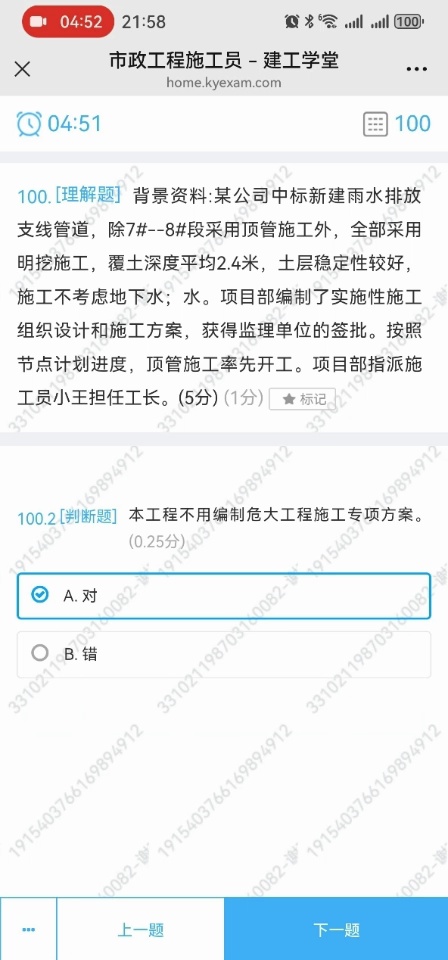 04:52 21:58 6 100
市政工程施工员 - 建工学堂
home.kyexam.com
04:51 100
100. [理解题] 背景资料:某公司中标新建雨水排放
支线管道，除7#--8#段采用顶管施工外，全部采用
明挖施工，覆土深度平均2.4米，土层稳定性较好，
施工不考虑地下水；水。项目部编制了实施性施工
组织设计和施工方案，获得监理单位的签批。按照
节点计划进度，顶管施工率先开工。项目部指派施
工员小王担任工长。(5分) (1分) 标记
100.2 [判断题] 本工程不用编制危大工程施工专项方案。
(0.25分)
A. 对
B. 错
上一题 下一题